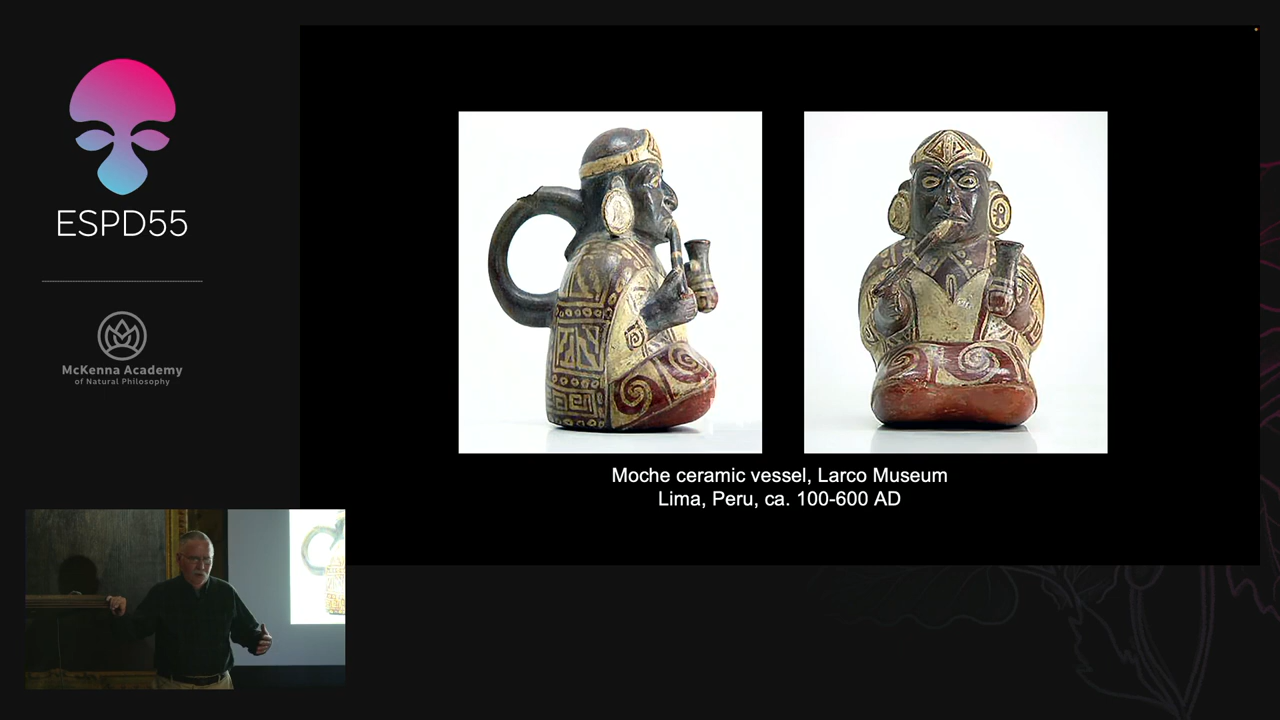 ESPD55
McKenna Academy
of Natural Philosophy
Moche ceramic vessel, Larco Museum
Lima, Peru, ca. 100-600 AD